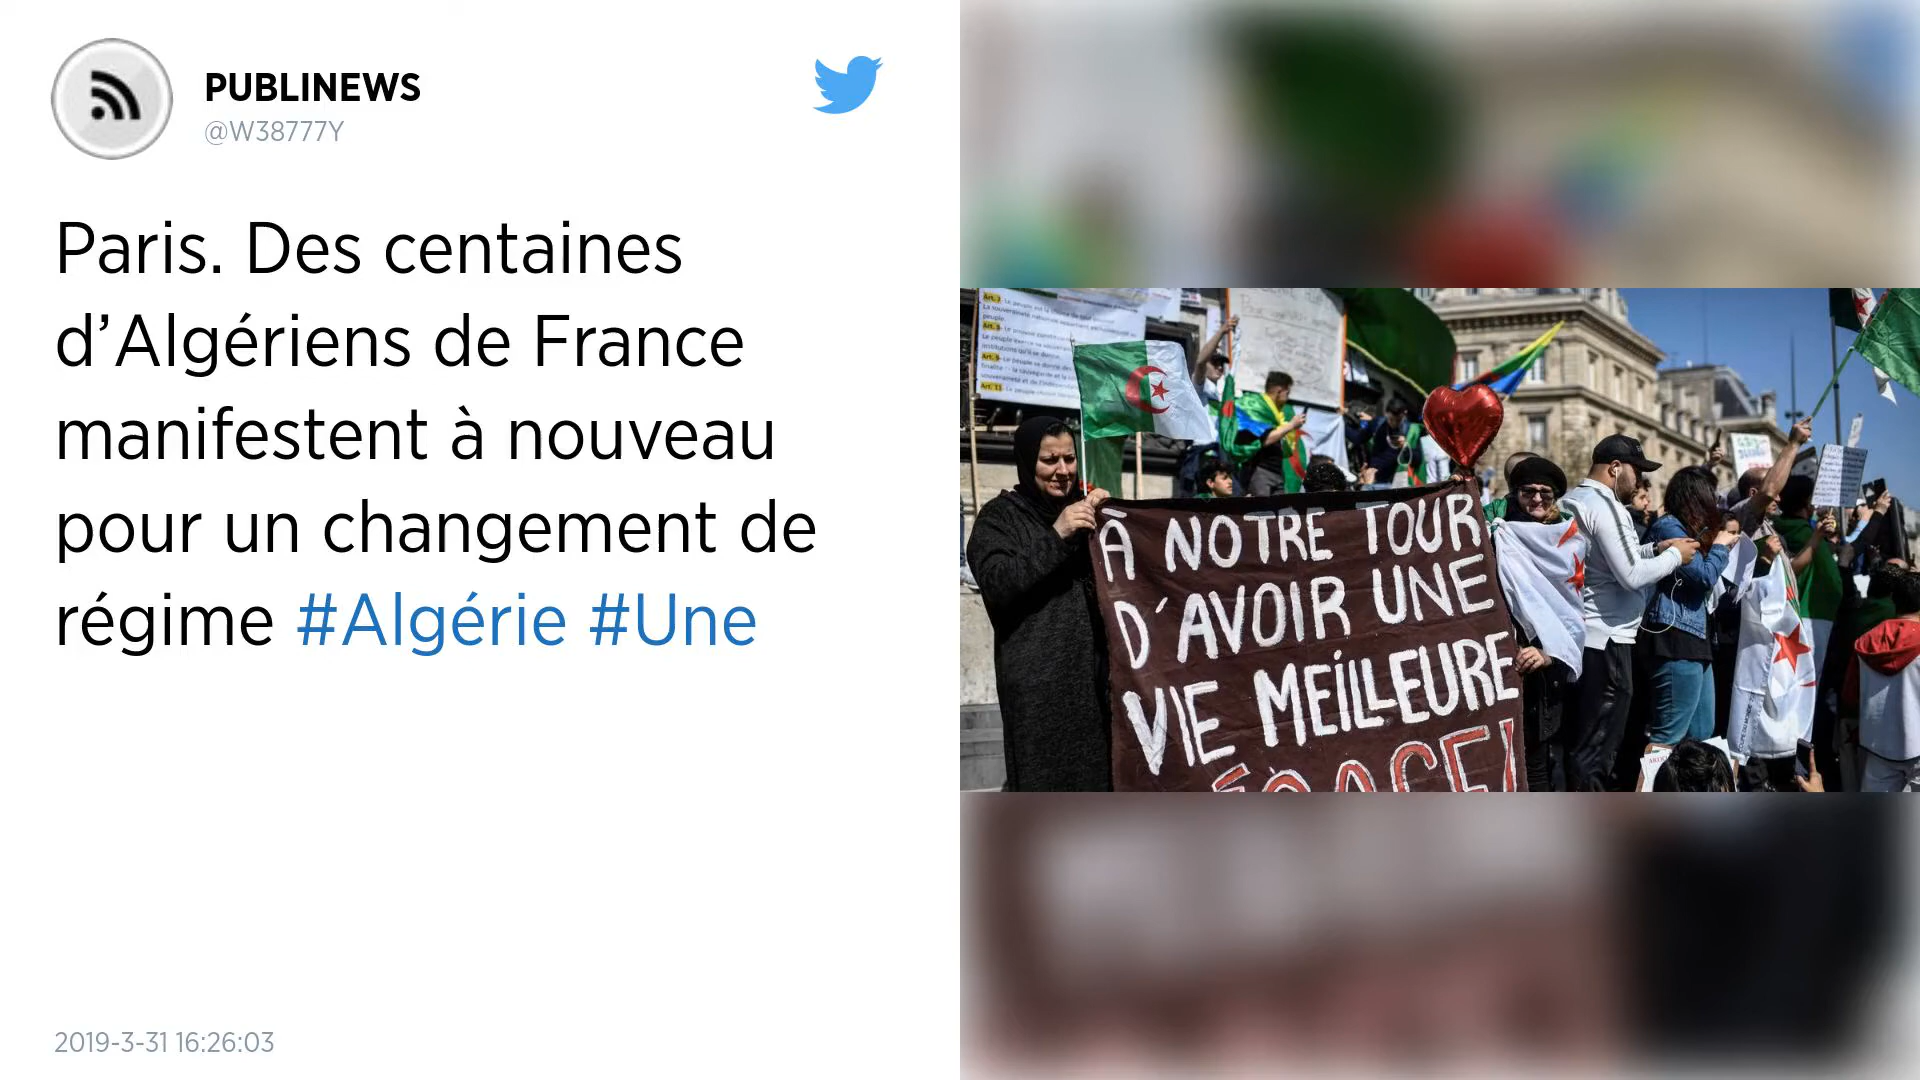 PUBLINEWS
@W38777Y
Paris. Des centaines
d’Algériens de France
manifestent à nouveau
pour un changement de
régime #Algérie #Une
2019-3-31 16:26:03
À NOTRE TOUR
D'AVOIR UNE
VIE MEILLEURE